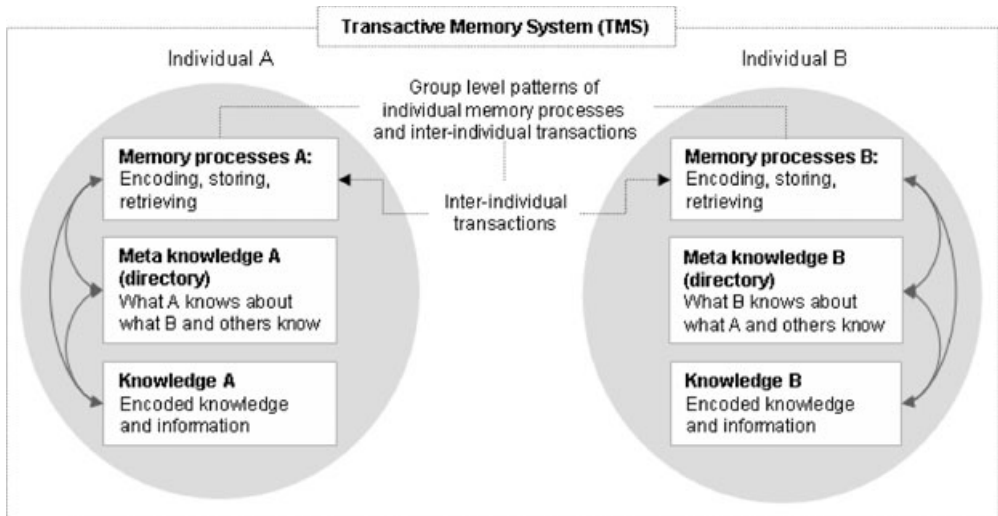 Transactive Memory System (TMS)
Individual A
Individual B
Group level patterns of
individual memory processes
and inter-individual transactions
Memory processes A:
Encoding, storing,
retrieving
Inter-individual
transactions
Memory processes B:
Encoding, storing,
retrieving
Meta knowledge A
(directory)
What A knows about
what B and others know
Meta knowledge B
(directory)
What B knows about
what A and others know
Knowledge A
Encoded knowledge
and information
Knowledge B
Encoded knowledge
and information